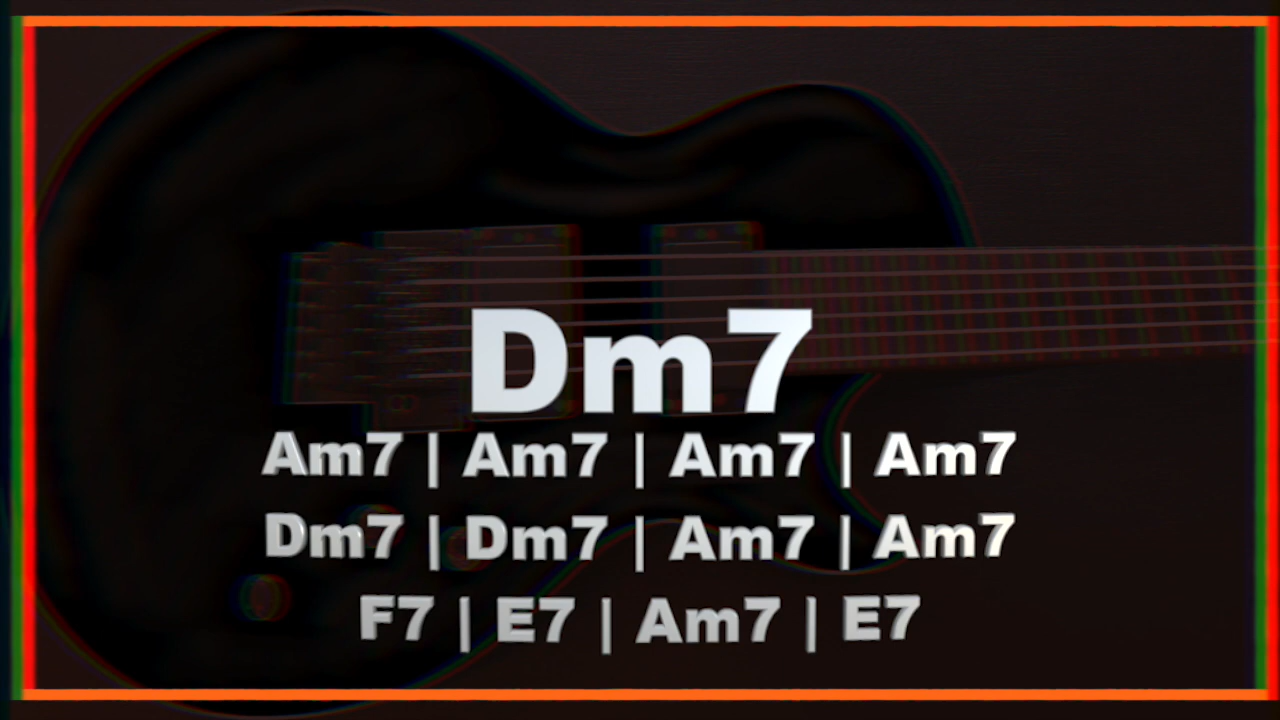 Dm7
Am7 | Am7 | Am7 | Am7
Dm7 | Dm7 | Am7 | Am7
F7 | E7 | Am7 | E7